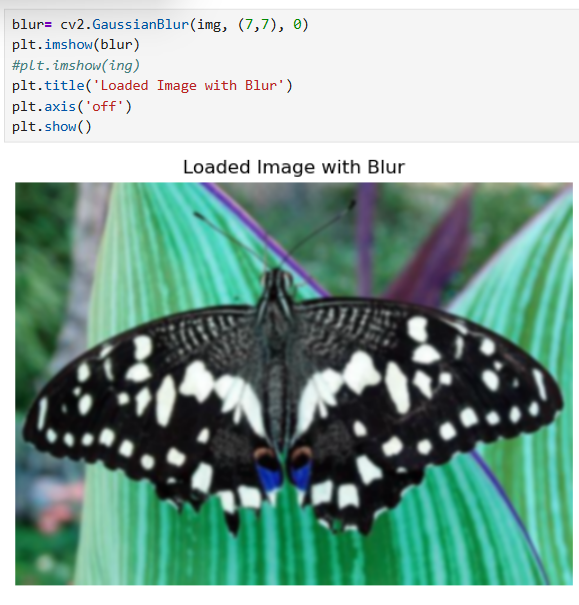 blur= cv2.GaussianBlur(img, (7,7), 0)
plt.imshow(blur)
#plt.imshow(ing)
plt.title('Loaded Image with Blur')
plt.axis('off')
plt.show()
Loaded Image with Blur